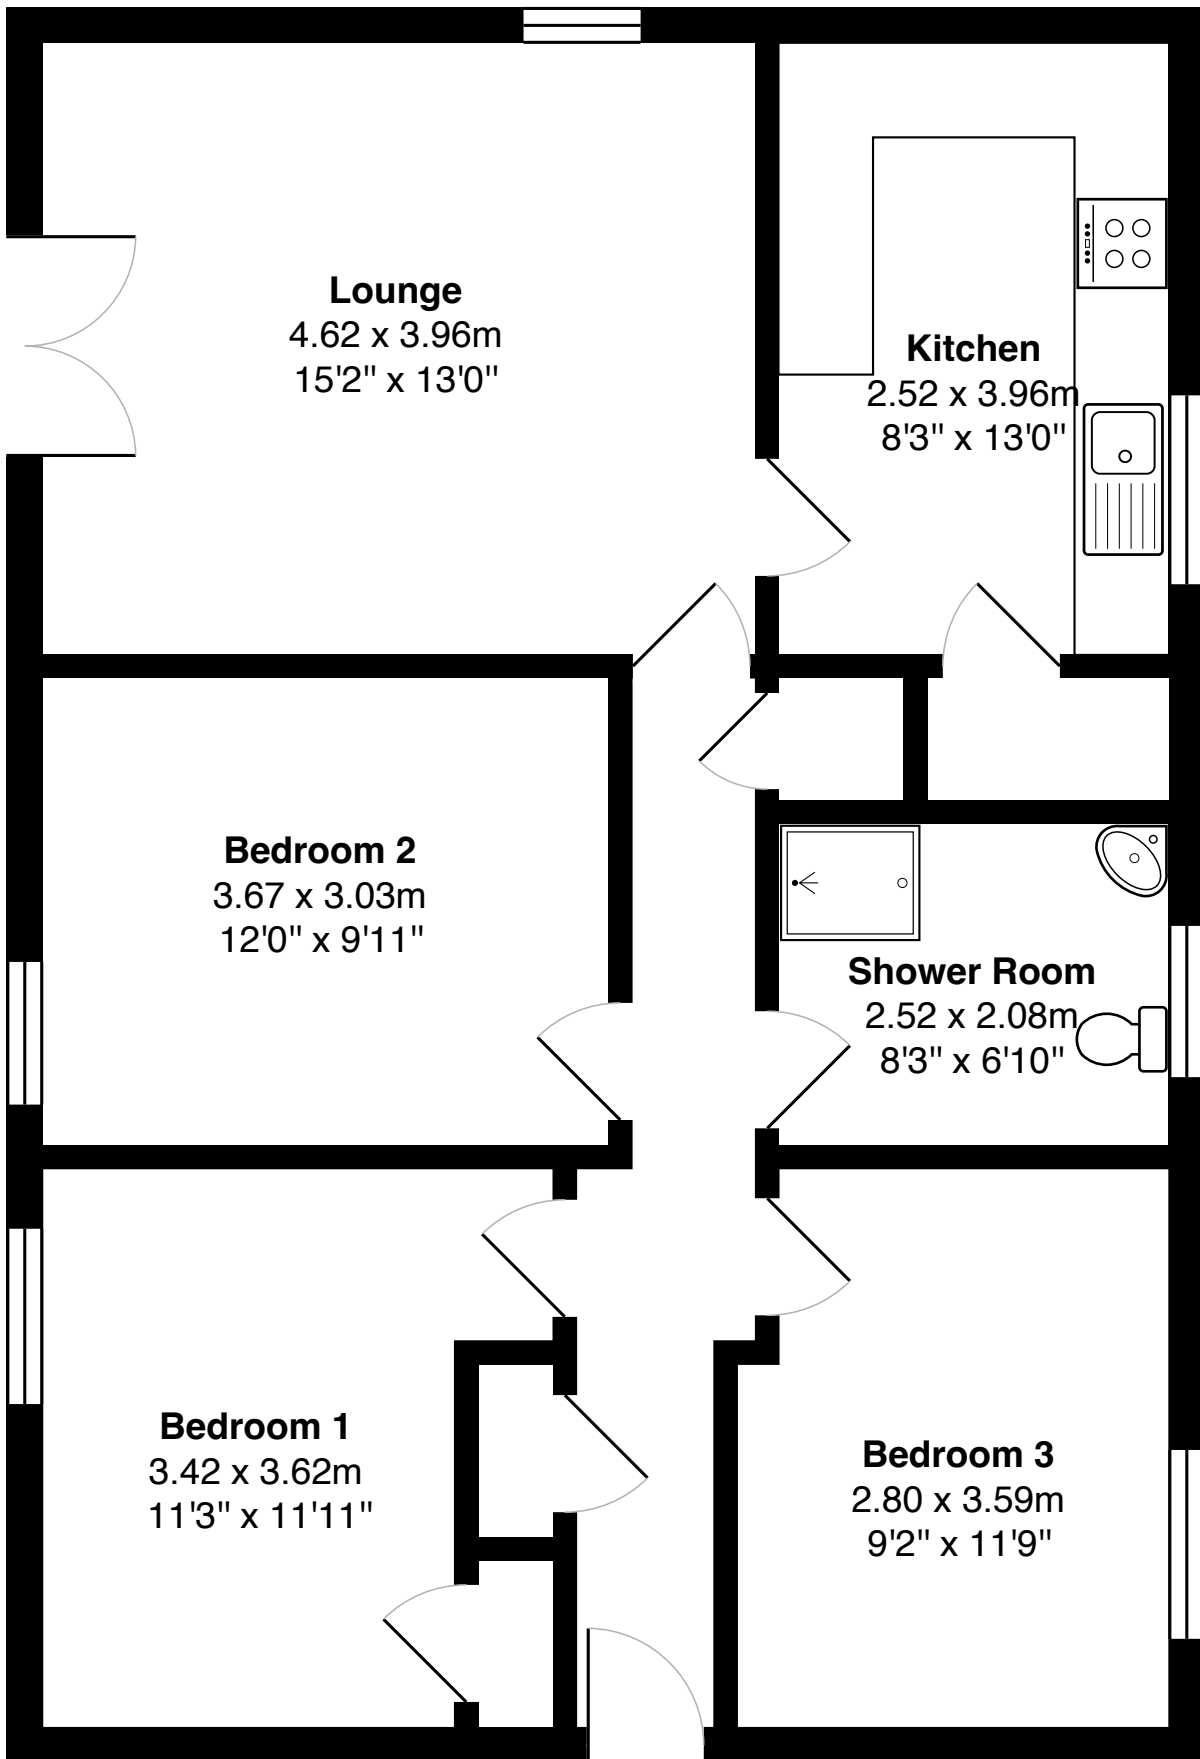 Lounge
4.62 x 3.96m
15'2" x 13'0"
Kitchen
2.52 x 3.96m
8'3" x 13'0"
Bedroom 2
3.67 x 3.03m
12'0" x 9'11"
Shower Room
2.52 x 2.08m
8'3" x 6'10"
Bedroom 1
3.42 x 3.62m
11'3" x 11'11"
Bedroom 3
2.80 x 3.59m
9'2" x 11'9"